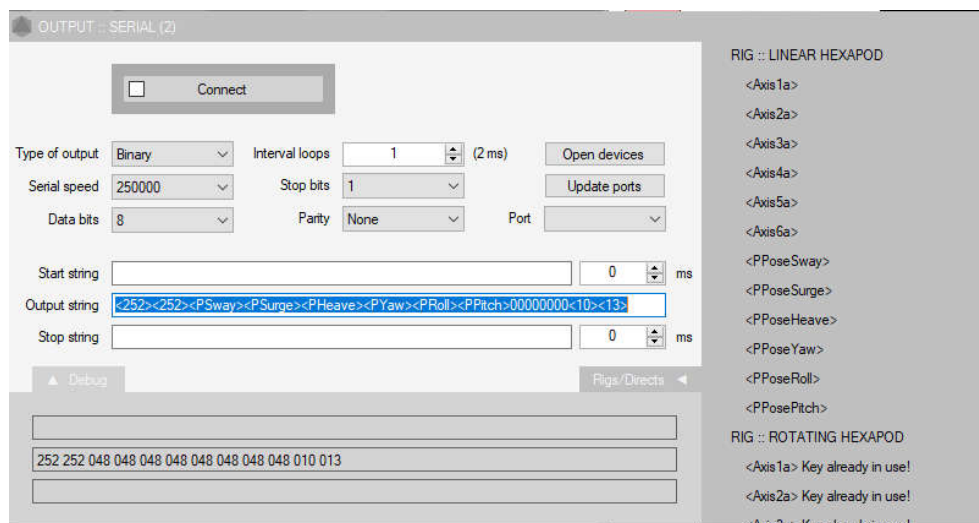 OUTPUT :: SERIAL (2)
Connect
Type of output Binary Interval loops 1 (2 ms) Open devices
Serial speed 250000 Stop bits 1 Update ports
Data bits 8 Parity None Port
Start string 0 ms
Output string <252><252><PSway><PSurge><PHeave><PYaw><PRoll><PPitch>00000000<10><13>
Stop string 0 ms
Debug Rigs/Directs
252 252 048 048 048 048 048 048 048 048 010 013
RIG :: LINEAR HEXAPOD
<Axis1a>
<Axis2a>
<Axis3a>
<Axis4a>
<Axis5a>
<Axis6a>
<PPoseSway>
<PPoseSurge>
<PPoseHeave>
<PPoseYaw>
<PPoseRoll>
<PPosePitch>
RIG :: ROTATING HEXAPOD
<Axis1a> Key already in use!
<Axis2a> Key already in use!